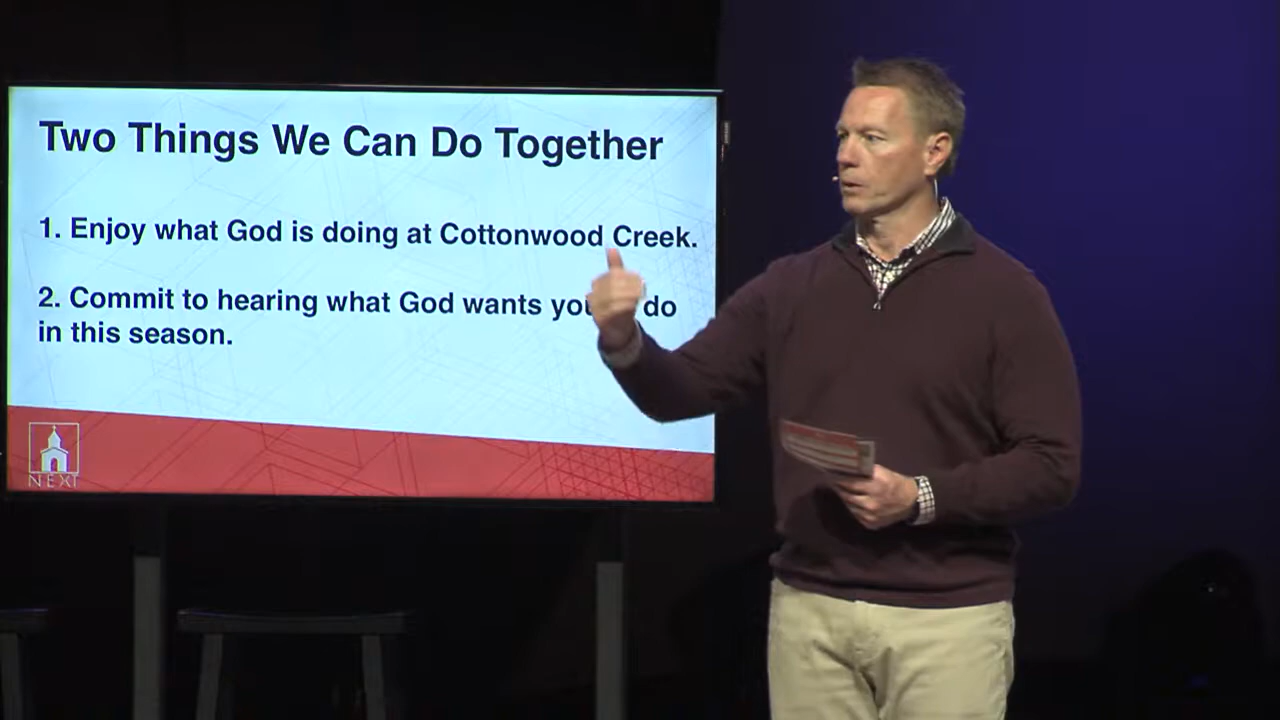 Two Things We Can Do Together
1. Enjoy what God is doing at Cottonwood Creek.
2. Commit to hearing what God wants do
in this season.
NEXT